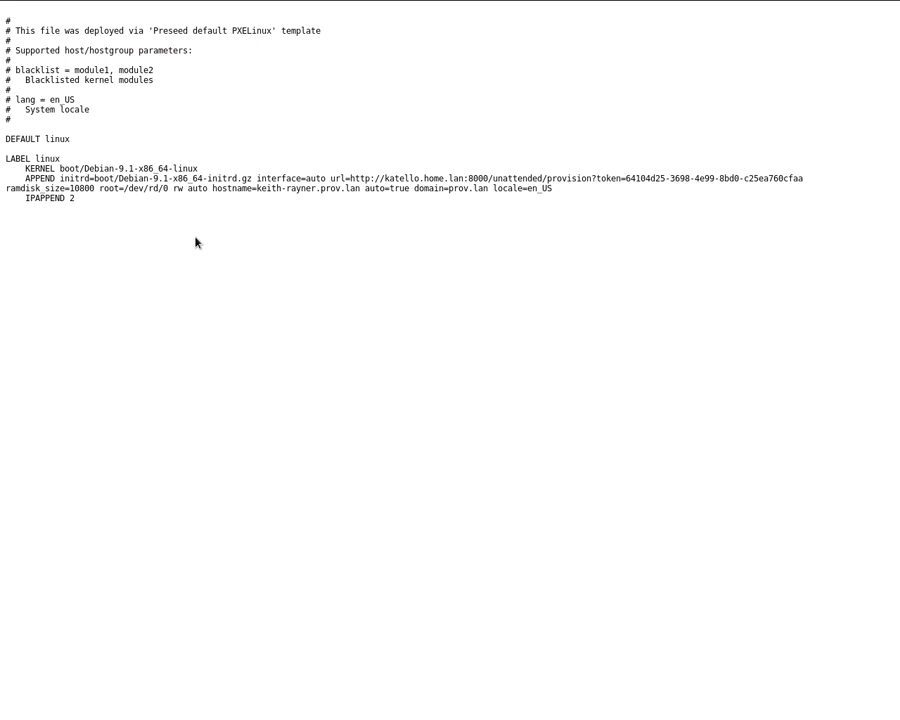 #
# This file was deployed via 'Preseed default PXELinux' template
#
# Supported host/hostgroup parameters:
#
# blacklist = module1, module2
#   Blacklisted kernel modules
#
# lang = en_US
#   System locale
#
DEFAULT linux
LABEL linux
    KERNEL boot/Debian-9.1-x86_64-linux
    APPEND initrd=boot/Debian-9.1-x86_64-initrd.gz interface=auto url=http://katello.home.lan:8000/unattended/provision?token=64104d25-3698-4e99-8bd0-c25ea760cfaa
ramdisk_size=10800 root=/dev/rd/0 rw auto hostname=keith-rayner.prov.lan auto=true domain=prov.lan locale=en_US
    IPAPPEND 2